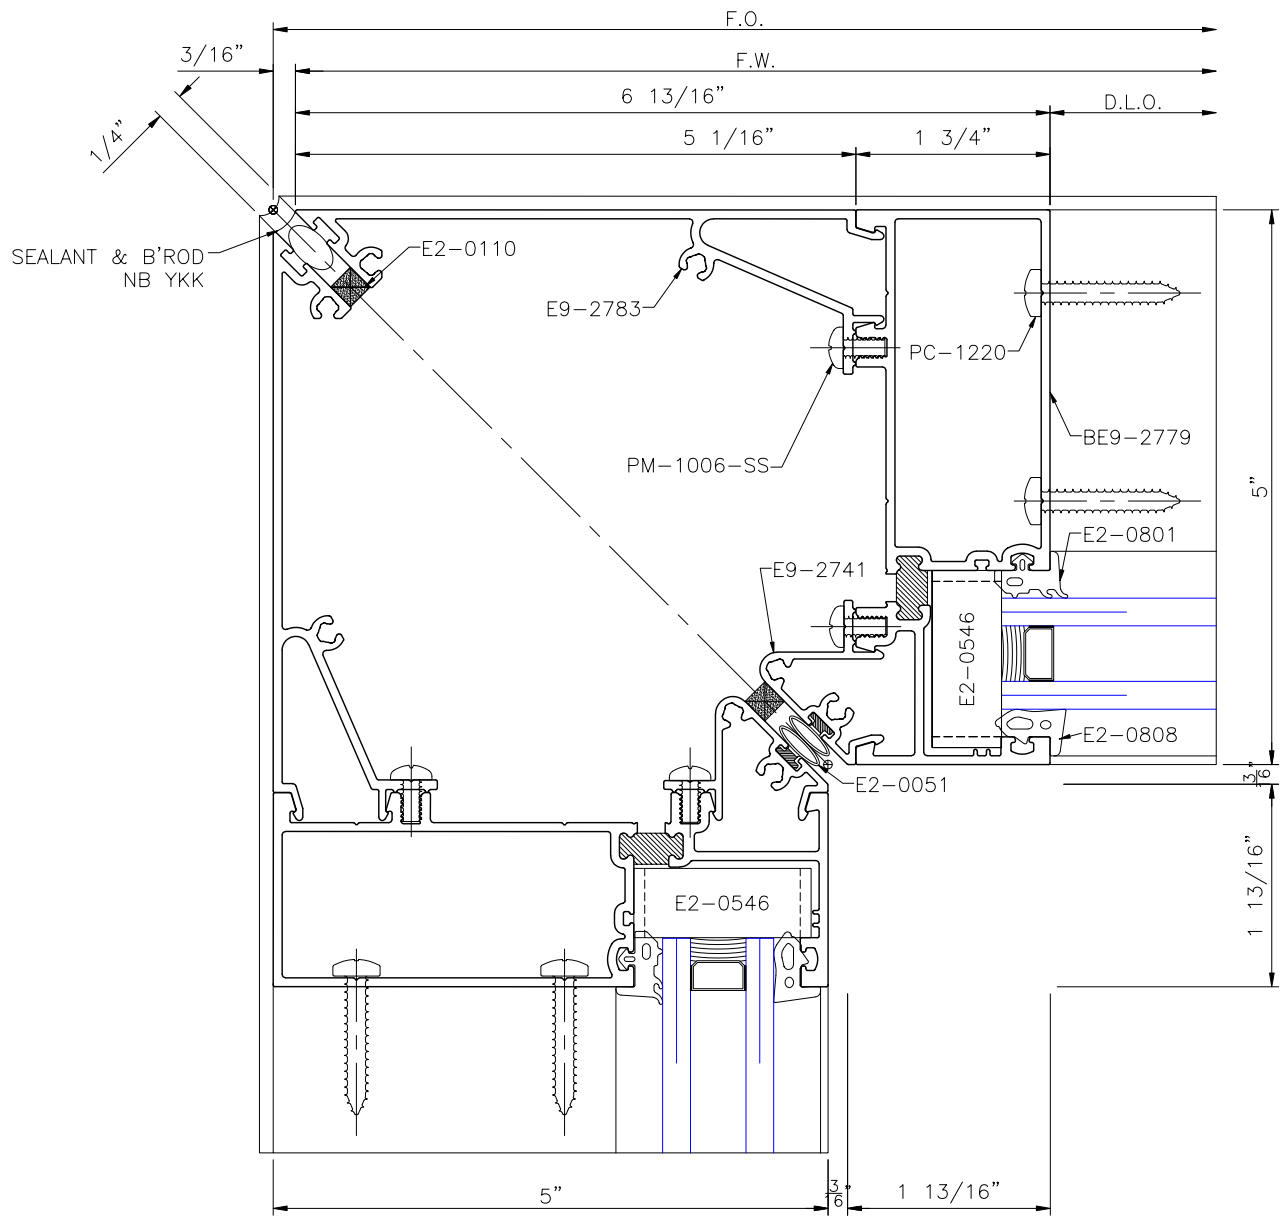 F.O.
3/16"
F.W.
6 13/16"
D.L.O.
1/4"
5 1/16"
1 3/4"
SEALANT & B'ROD
NB YKK
E2-0110
E9-2783
PC-1220
PM-1006-SS
BE9-2779
5"
E2-0801
E9-2741
E2-0546
E2-0808
E2-0051
3/6"
1 13/16"
E2-0546
5"
3/6"
1 13/16"